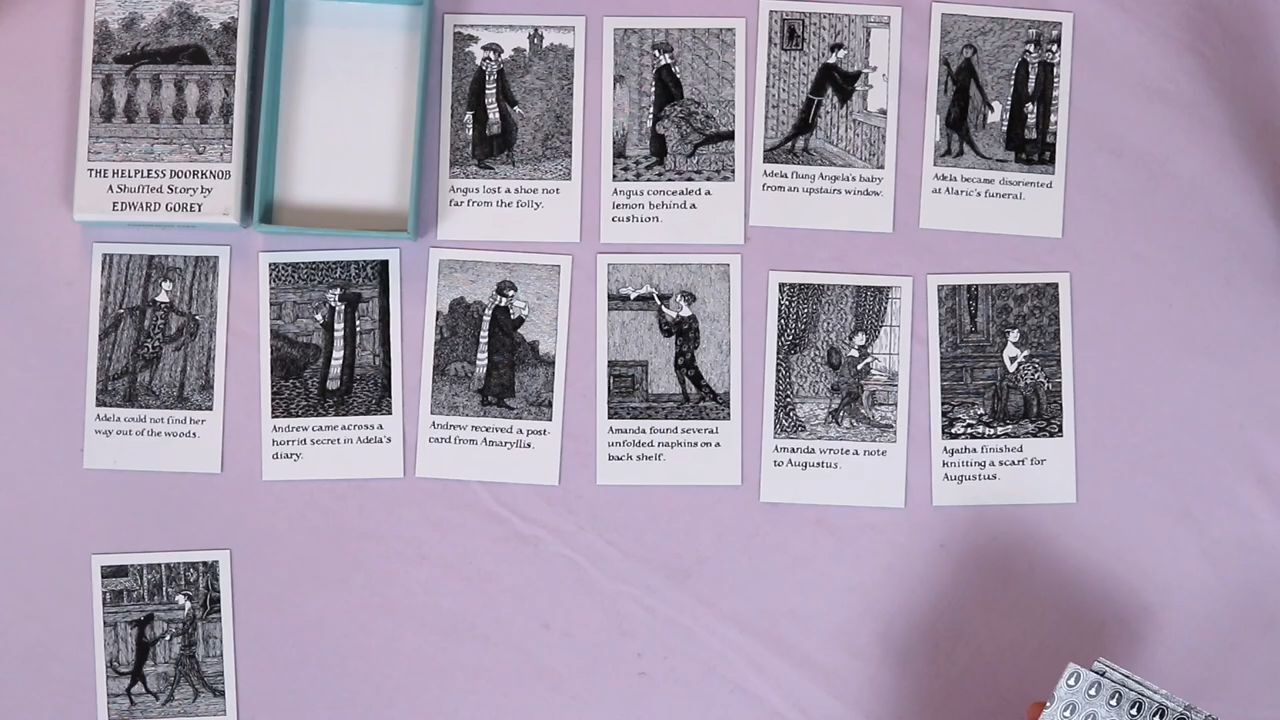 THE HELPLESS DOORKNOB
A Shuffled Story by
EDWARD GOREY
Angus lost a shoe not
far from the folly.
Angus concealed a
lemon behind a
cushion.
Adela flung Angela's baby
from an upstairs window.
Adela became disoriented
at Alaric's funeral.
Adela could not find her
way out of the woods.
Andrew came across a
horrid secret in Adela's
diary.
Andrew received a post-
card from Amaryllis.
Amanda found several
unfolded napkins on a
back shelf.
Amanda wrote a note
to Augustus.
Agatha finished
knitting a scarf for
Augustus.